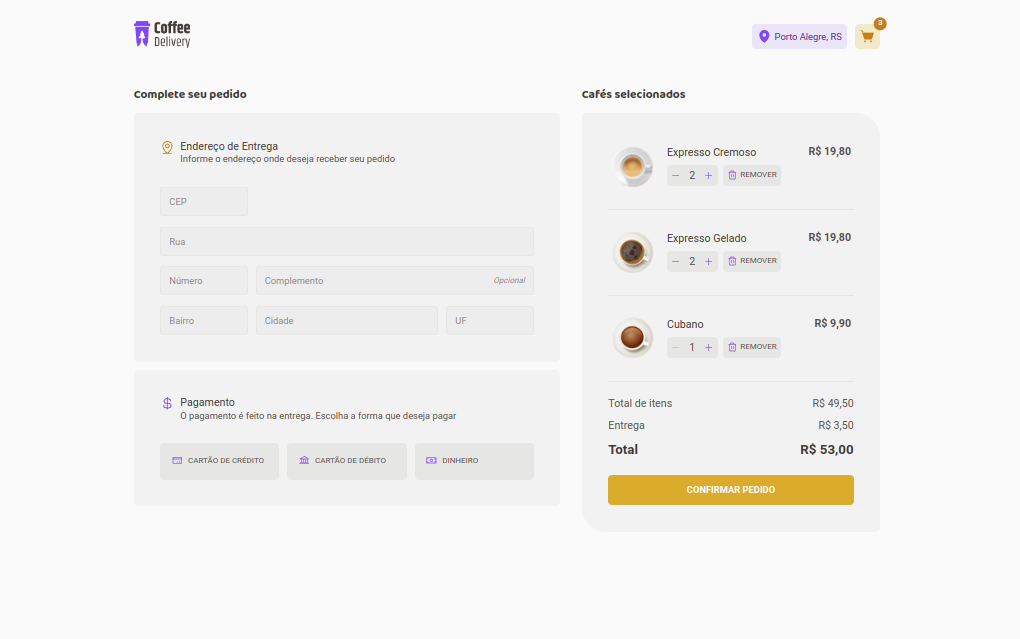 Coffee
Delivery
Porto Alegre, RS
3
Complete seu pedido
Endereço de Entrega
Informe o endereço onde deseja receber seu pedido
CEP
Rua
Número
Complemento
Opcional
Bairro
Cidade
UF
Pagamento
O pagamento é feito na entrega. Escolha a forma que deseja pagar
CARTÃO DE CRÉDITO
CARTÃO DE DÉBITO
DINHEIRO
Cafés selecionados
Expresso Cremoso
R$ 19,80
2
REMOVER
Expresso Gelado
R$ 19,80
2
REMOVER
Cubano
R$ 9,90
1
REMOVER
Total de itens
R$ 49,50
Entrega
R$ 3,50
Total
R$ 53,00
CONFIRMAR PEDIDO